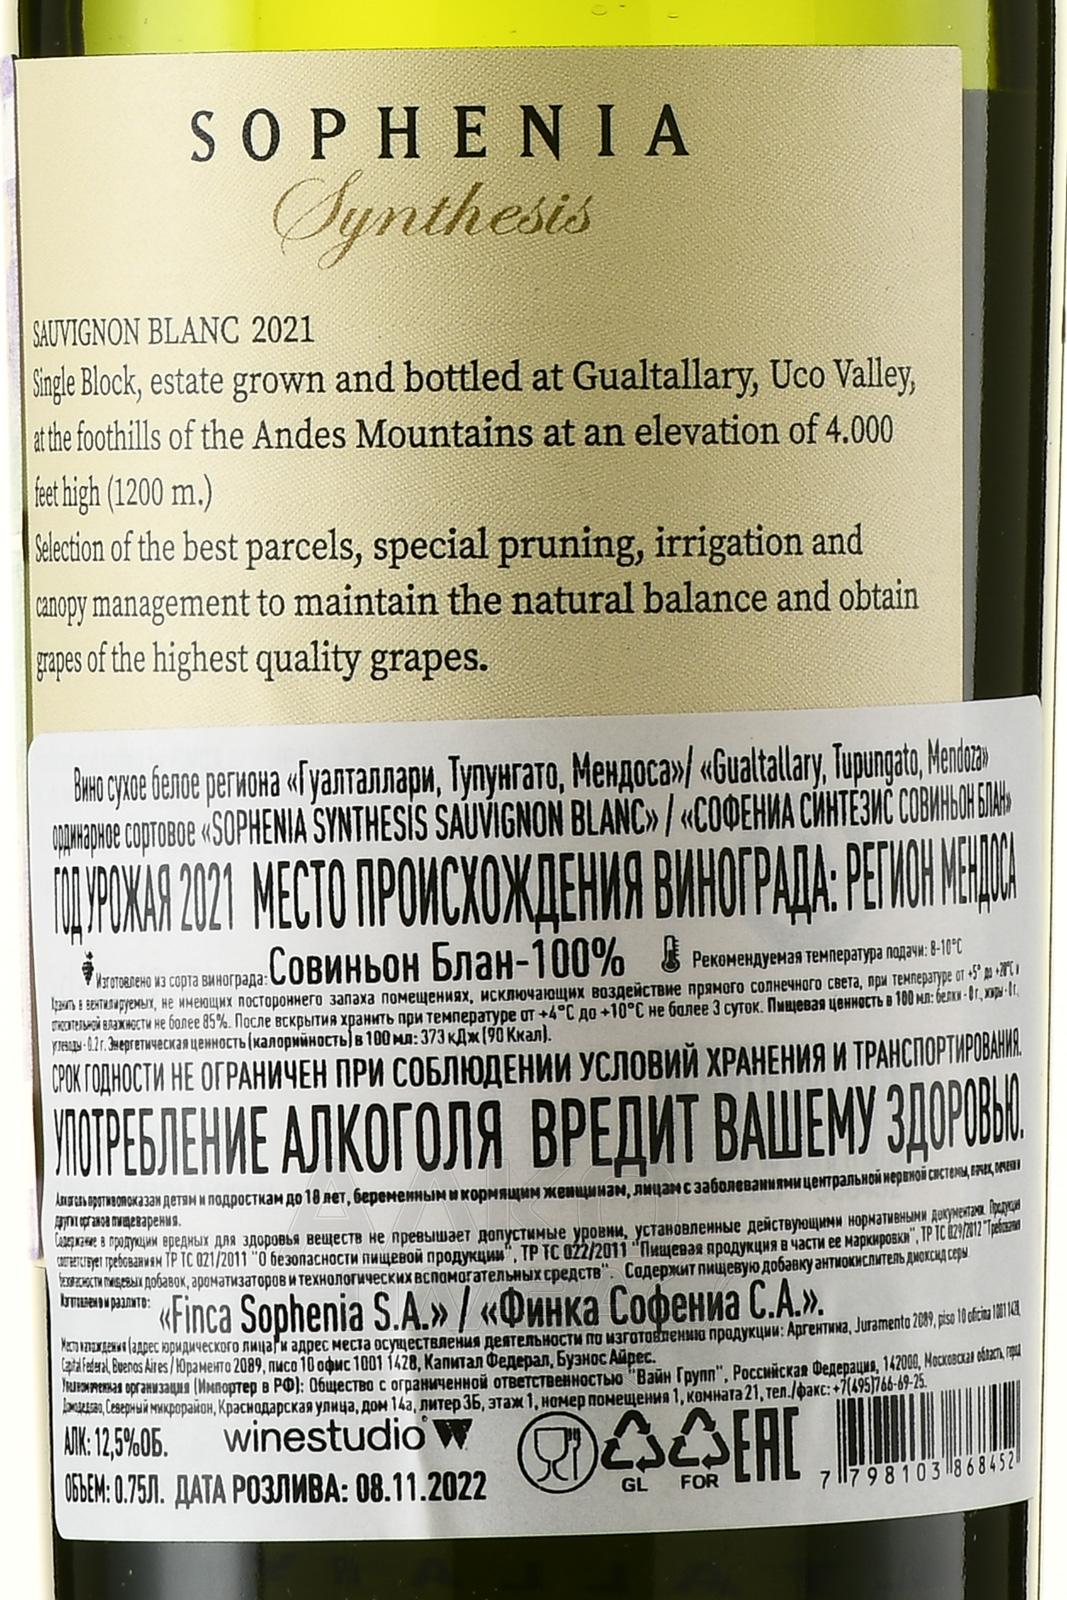 SOPHENIA
Synthesis
SAUVIGNON BLANC 2021
Single Block, estate grown and bottled at Gualtallary, Uco Valley,
at the foothills of the Andes Mountains at an elevation of 4.000
feet high (1200 m.)
Selection of the best parcels, special pruning, irrigation and
canopy management to maintain the natural balance and obtain
grapes of the highest quality grapes.
Вино сухое белое региона «Гуалталлари, Тупунгато, Мендоса»/ «Gualtallary, Tupungato, Mendoza»
ординарное сортовое «SOPHENIA SYNTHESIS SAUVIGNON BLANC» / «СОФЕНИА СИНТЕЗИС СОВИНЬОН БЛАН»
ГОД УРОЖАЯ 2021 МЕСТО ПРОИСХОЖДЕНИЯ ВИНОГРАДА: РЕГИОН МЕНДОСА
Изготовлено из сорта винограда: Совиньон Блан-100% Рекомендуемая температура подачи: 8-10°C
Хранить в вентилируемых, не имеющих постороннего запаха помещениях, исключающих воздействие прямого солнечного света, при температуре от +5° до +20°C и
относительной влажности не более 85%. После вскрытия хранить при температуре от +4°C до +10°C не более 3 суток. Пищевая ценность в 100 мл: белки - 0 г, жиры - 0 г,
углеводы - 0.2 г. Энергетическая ценность (калорийность) в 100 мл: 373 кДж (90 Ккал).
СРОК ГОДНОСТИ НЕ ОГРАНИЧЕН ПРИ СОБЛЮДЕНИИ УСЛОВИЙ ХРАНЕНИЯ И ТРАНСПОРТИРОВАНИЯ.
УПОТРЕБЛЕНИЕ АЛКОГОЛЯ ВРЕДИТ ВАШЕМУ ЗДОРОВЬЮ.
Алкоголь противопоказан детям и подросткам до 18 лет, беременным и кормящим женщинам, лицам с заболеваниями центральной нервной системы, почек, печени и
других органов пищеварения.
Содержание в продукции вредных для здоровья веществ не превышает допустимые уровни, установленные действующими нормативными документами. Продукция
соответствует требованиям ТР ТС 021/2011 "О безопасности пищевой продукции", ТР ТС 022/2011 "Пищевая продукция в части ее маркировки", ТР ТС 029/2012 "Требования
безопасности пищевых добавок, ароматизаторов и технологических вспомогательных средств". Содержит пищевую добавку антиокислитель диоксид серы
Изготовлено и разлито: «Finca Sophenia S.A.» / «Финка Софениа С.А.».
Место нахождения (адрес юридического лица) и адрес места осуществления деятельности по изготовлению продукции: Аргентина, Juramento 2089, piso 10 oficina 1001 1428,
Capital Federal, Buenos Aires / Юраменто 2089, писо 10 офис 1001 1428, Капитал Федерал, Буэнос Айрес.
Уполномоченная организация (Импортер в РФ): Общество с ограниченной ответственностью "Вайн Групп", Российская Федерация, 142000, Московская область, город
Домодедово, Северный микрорайон, Краснодарская улица, дом 14а, литер 3Б, этаж 1, номер помещения 1, комната 21, тел./факс: +7(495)766-69-25.
АЛК: 12,5%ОБ. winestudio W
GL FOR EAC
7 798103 868452
ОБЪЕМ: 0.75Л. ДАТА РОЗЛИВА: 08.11.2022